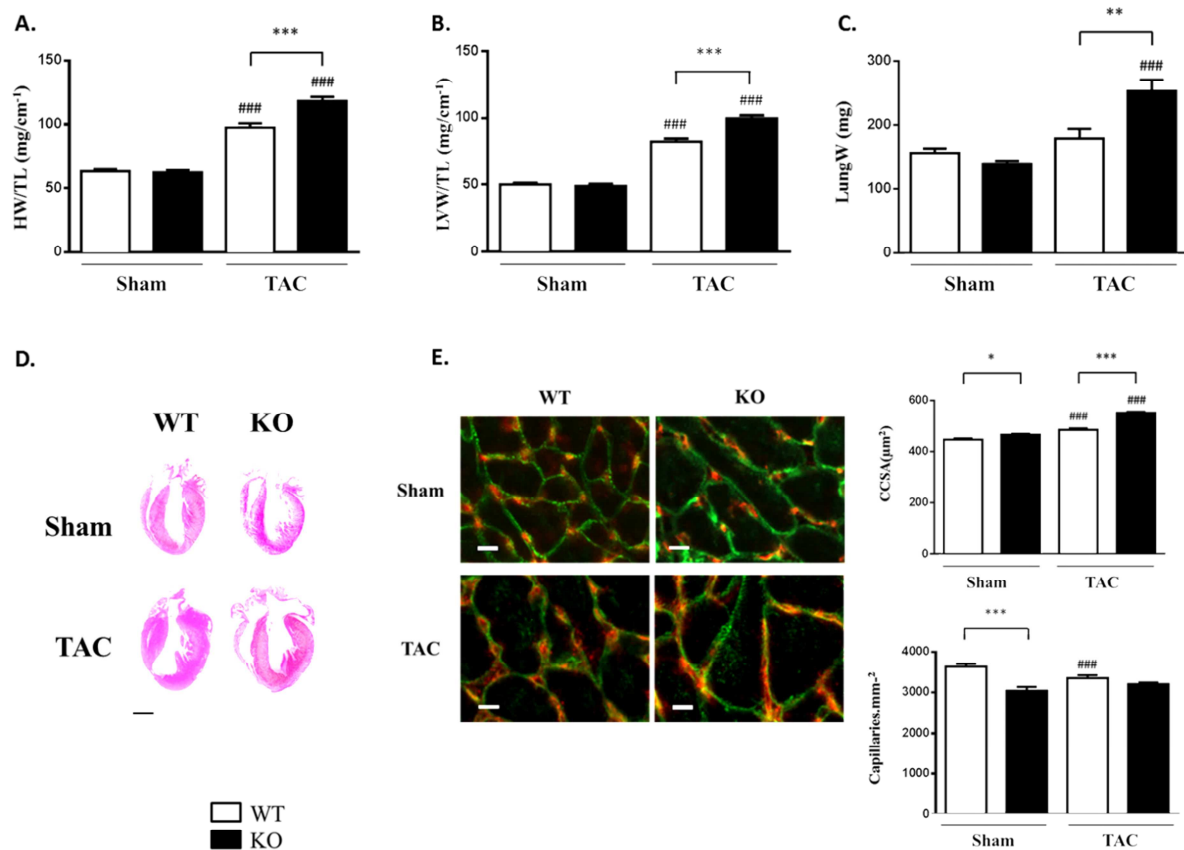 A.
***
150
100
50
0
HW/TL (mg/cm⁻¹)
###
###
Sham TAC
B.
***
150
100
50
0
LVW/TL (mg/cm⁻¹)
###
###
Sham TAC
C.
**
300
200
100
0
LungW (mg)
###
Sham TAC
D.
WT KO
Sham
TAC
WT
KO
E.
WT KO
Sham
TAC
* ***
600
400
200
0
CCSA(µm²)
###
###
Sham TAC
***
4000
3000
2000
1000
0
Capillaries.mm-²
###
Sham TAC